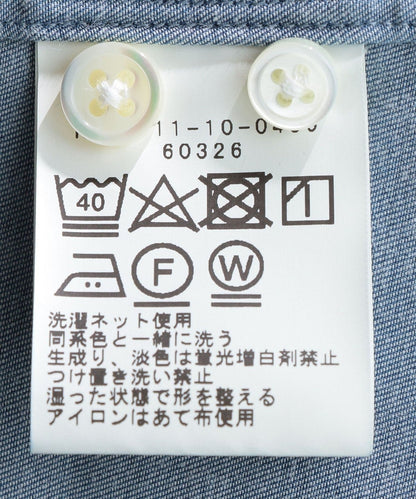 60326
40
F W
洗濯ネット使用
同系色と一緒に洗う
生成り、淡色は蛍光増白剤禁止
つけ置き洗い禁止
湿った状態で形を整える
アイロンはあて布使用